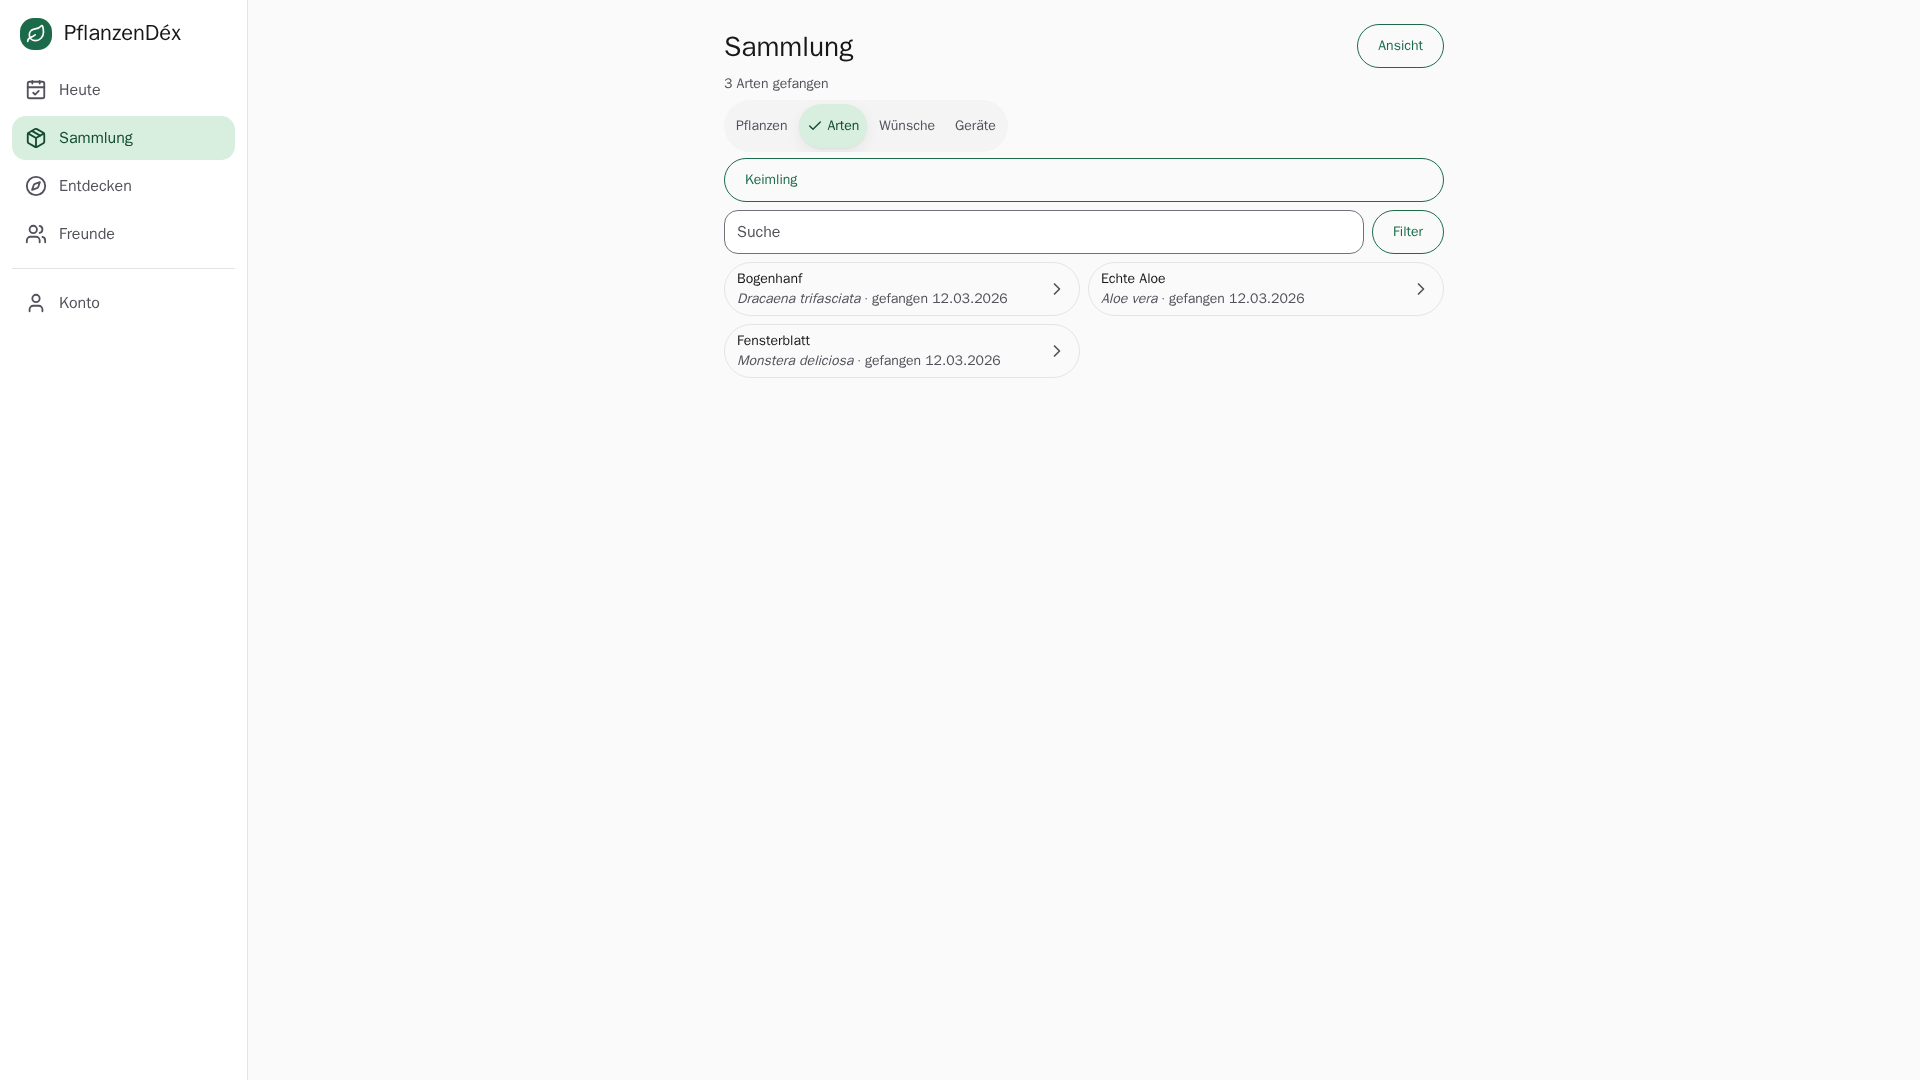 PflanzenDéx
Heute
Sammlung
Entdecken
Freunde
Konto
Sammlung
Ansicht
3 Arten gefangen
Pflanzen
Arten
Wünsche
Geräte
Keimling
Suche
Filter
Bogenhanf
Dracaena trifasciata · gefangen 12.03.2026
Echte Aloe
Aloe vera · gefangen 12.03.2026
Fensterblatt
Monstera deliciosa · gefangen 12.03.2026